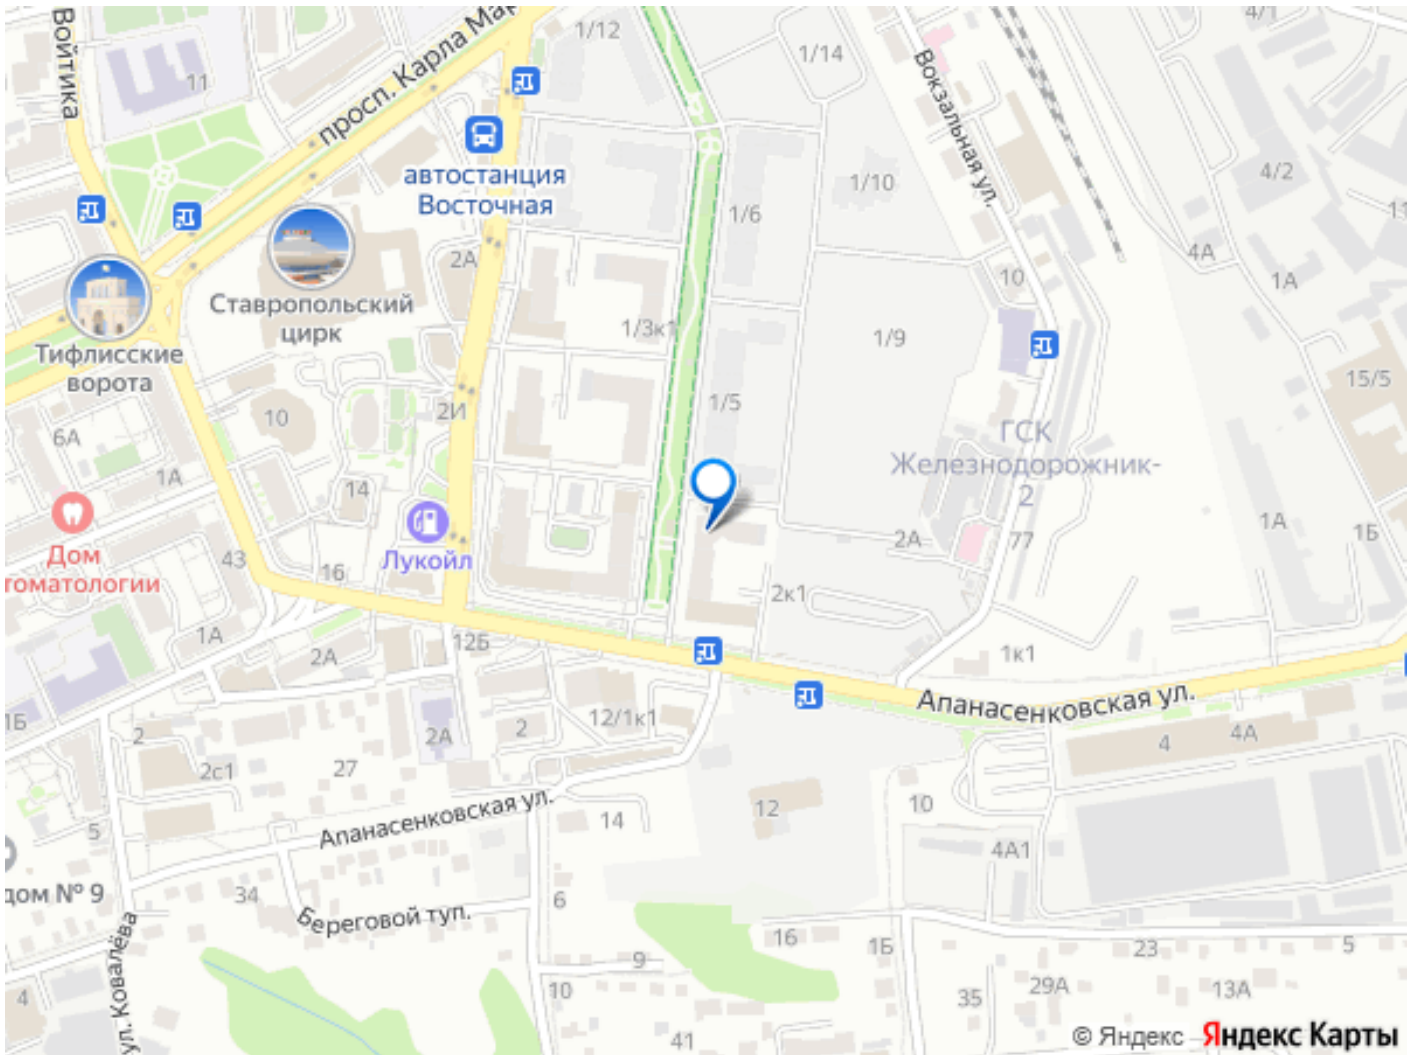 Войтика
11
просп. Карла Мар
1/12
1/14
Вокзальная ул.
4/1
4/2
11
автостанция
Восточная
1/10
1/6
4А
1А
2А
10
Ставропольский
цирк
Тифлисские
ворота
1/3к1
1/9
15/5
1/5
2И
10
6А
1А
14
ГСК
Железнодорожник-
2
Лукойл
Дом
томатологии
43
16
2А
77
1А
1Б
2к1
1А
2А
12Б
1к1
Апанасенковская ул.
1Б
2
2А
2
12/1к1
4
4А
2с1
27
Апанасенковская ул.
14
12
10
5
4А1
дом № 9
34
Береговой туп.
6
16
1Б
23
5
ул. Ковалёва
4
9
10
35
29А
13А
41
© Яндекс
Яндекс Карты